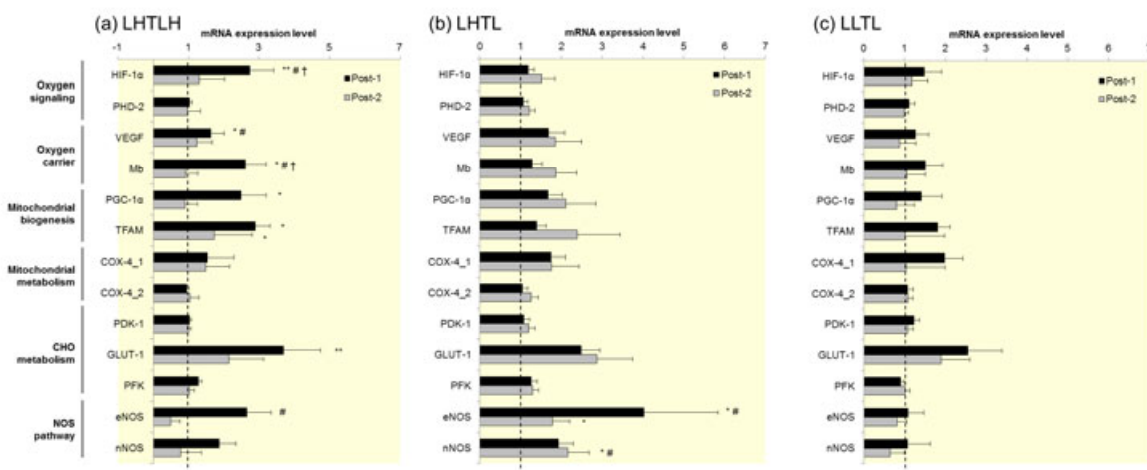 (a) LHTLH
mRNA expression level
-1 1 3 5 7
Oxygen
signaling
Oxygen
carrier
Mitochondrial
biogenesis
Mitochondrial
metabolism
CHO
metabolism
NOS
pathway
HIF-1α ** # †
PHD-2
VEGF * #
Mb * # †
PGC-1α *
TFAM *
*
COX-4_1
COX-4_2
PDK-1
GLUT-1 **
PFK
eNOS #
nNOS
Post-1
Post-2
(b) LHTL
mRNA expression level
0 1 2 3 4 5 6 7
HIF-1α
PHD-2
VEGF
Mb
PGC-1α
TFAM
COX-4_1
COX-4_2
PDK-1
GLUT-1
PFK
eNOS * #
*
nNOS * #
Post-1
Post-2
(c) LLTL
mRNA expression level
0 1 2 3 4 5 6 7
HIF-1α
PHD-2
VEGF
Mb
PGC-1α
TFAM
COX-4_1
COX-4_2
PDK-1
GLUT-1
PFK
eNOS
nNOS
Post-1
Post-2